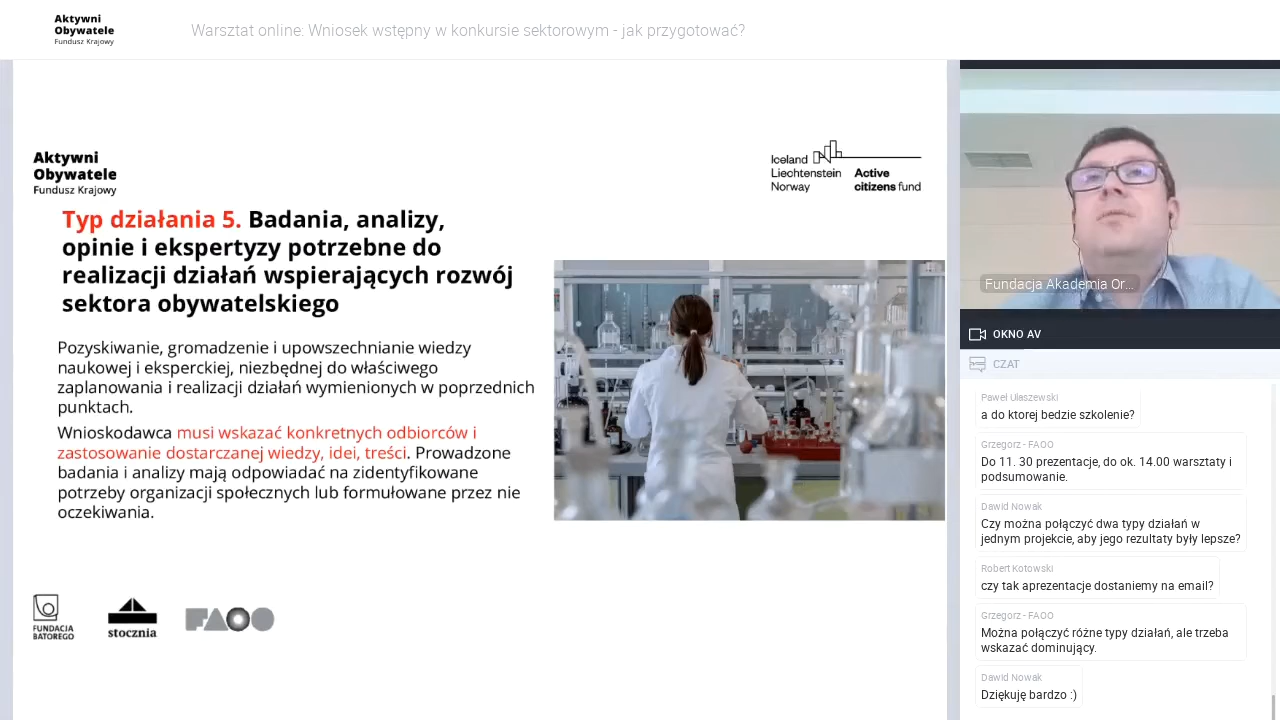 Aktywni
Obywatele
Fundusz Krajowy
Warsztat online: Wniosek wstępny w konkursie sektorowym - jak przygotować?
Aktywni
Obywatele
Fundusz Krajowy
Iceland
Liechtenstein
Norway
Active
citizens fund
Typ działania 5. Badania, analizy,
opinie i ekspertyzy potrzebne do
realizacji działań wspierających rozwój
sektora obywatelskiego
Pozyskiwanie, gromadzenie i upowszechnianie wiedzy
naukowej i eksperckiej, niezbędnej do właściwego
zaplanowania i realizacji działań wymienionych w poprzednich
punktach.
Wnioskodawca musi wskazać konkretnych odbiorców i
zastosowanie dostarczanej wiedzy, idei, treści. Prowadzone
badania i analizy mają odpowiadać na zidentyfikowane
potrzeby organizacji społecznych lub formułowane przez nie
oczekiwania.
FUNDACJA
BATOREGO
stocznia
FAOO
Fundacja Akademia Or...
OKNO AV
CZAT
Paweł Ułaszewski
a do ktorej bedzie szkolenie?
Grzegorz - FAOO
Do 11. 30 prezentacje, do ok. 14.00 warsztaty i
podsumowanie.
Dawid Nowak
Czy można połączyć dwa typy działań w
jednym projekcie, aby jego rezultaty były lepsze?
Robert Kotowski
czy tak aprezentacje dostaniemy na email?
Grzegorz - FAOO
Można połączyć różne typy działań, ale trzeba
wskazać dominujący.
Dawid Nowak
Dziękuję bardzo :)